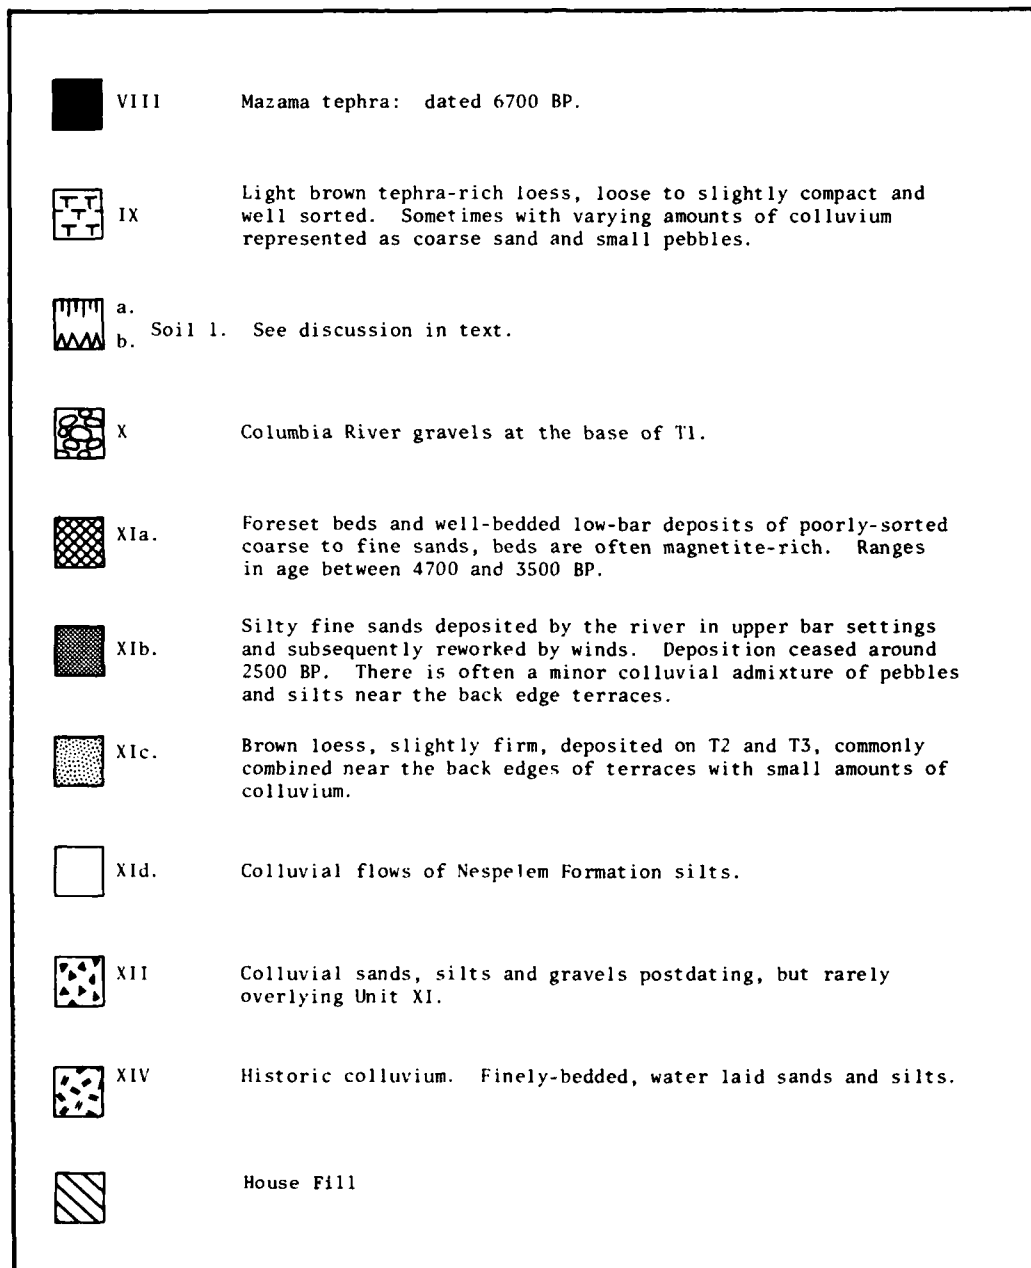 VIII Mazama tephra: dated 6700 BP.
IX Light brown tephra-rich loess, loose to slightly compact and
well sorted. Sometimes with varying amounts of colluvium
represented as coarse sand and small pebbles.
a.
Soil 1. See discussion in text.
b.
X Columbia River gravels at the base of T1.
XIa. Foreset beds and well-bedded low-bar deposits of poorly-sorted
coarse to fine sands, beds are often magnetite-rich. Ranges
in age between 4700 and 3500 BP.
XIb. Silty fine sands deposited by the river in upper bar settings
and subsequently reworked by winds. Deposition ceased around
2500 BP. There is often a minor colluvial admixture of pebbles
and silts near the back edge terraces.
XIc. Brown loess, slightly firm, deposited on T2 and T3, commonly
combined near the back edges of terraces with small amounts of
colluvium.
XId. Colluvial flows of Nespelem Formation silts.
XII Colluvial sands, silts and gravels postdating, but rarely
overlying Unit XI.
XIV Historic colluvium. Finely-bedded, water laid sands and silts.
House Fill